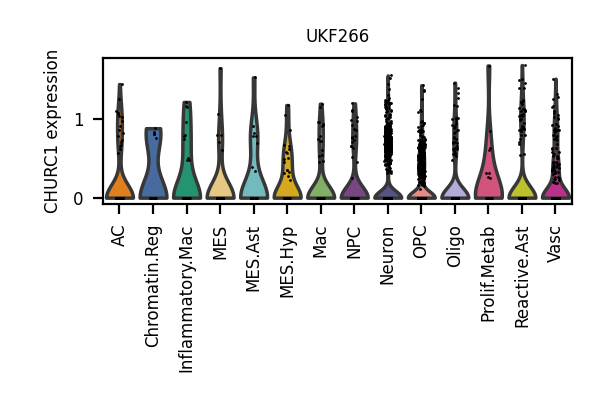 UKF266
CHURC1 expression
1
0
AC
Chromatin.Reg
Inflammatory.Mac
MES
MES.Ast
MES.Hyp
Mac
NPC
Neuron
OPC
Oligo
Prolif.Metab
Reactive.Ast
Vasc